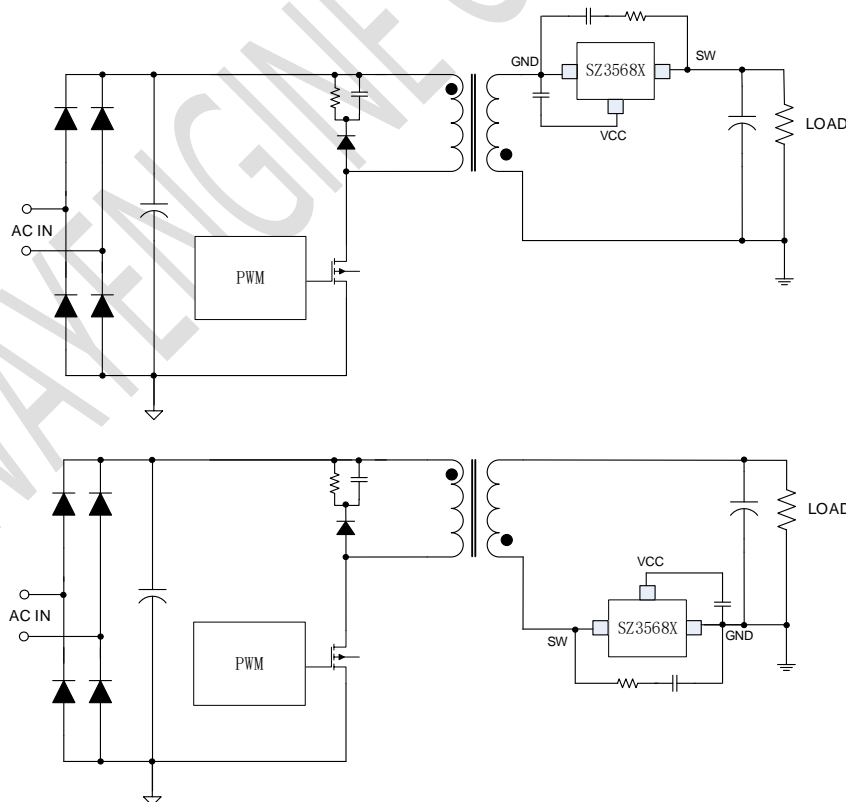 GND
SZ3568X
SW
VCC
LOAD
AC IN
PWM
LOAD
VCC
AC IN
SZ3568X
SW
GND
PWM